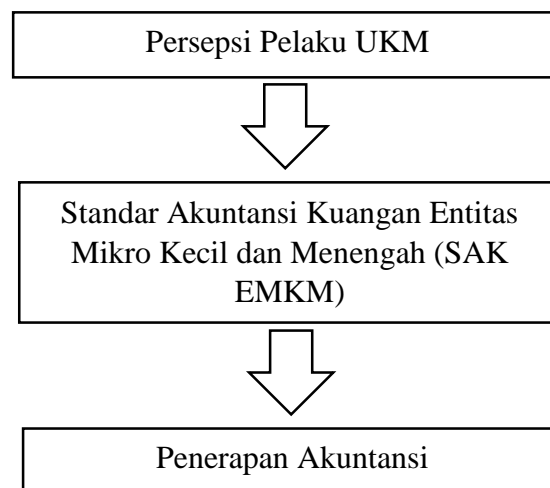 Persepsi Pelaku UKM
Standar Akuntansi Kuangan Entitas
Mikro Kecil dan Menengah (SAK
EMKM)
Penerapan Akuntansi